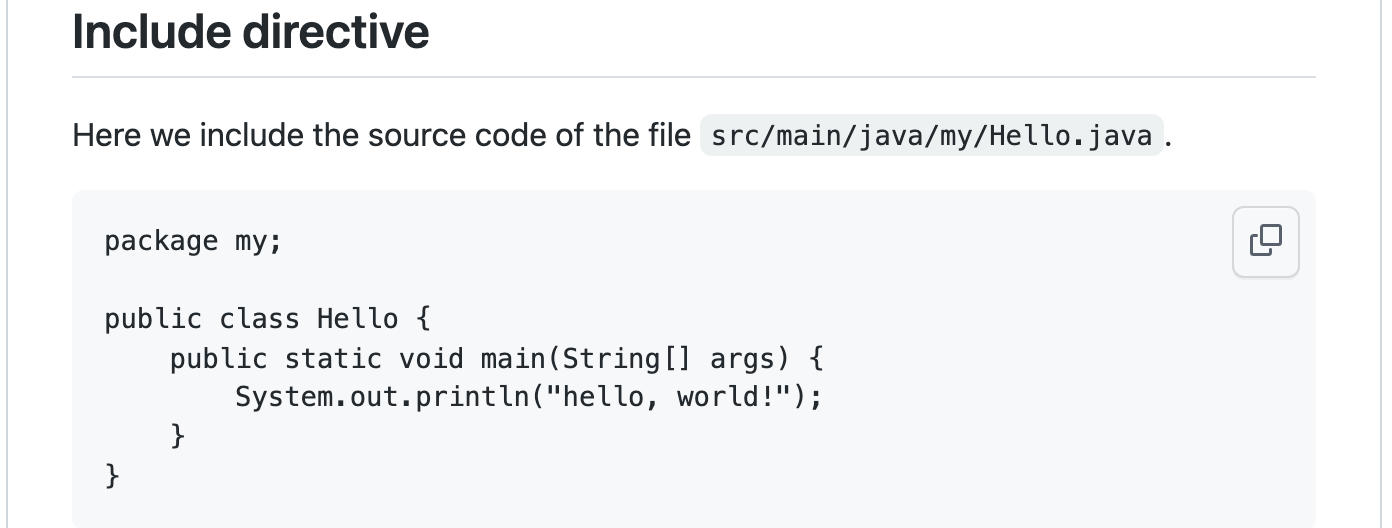 Include directive
Here we include the source code of the file src/main/java/my/Hello.java.
package my;
public class Hello {
    public static void main(String[] args) {
        System.out.println("hello, world!");
    }
}